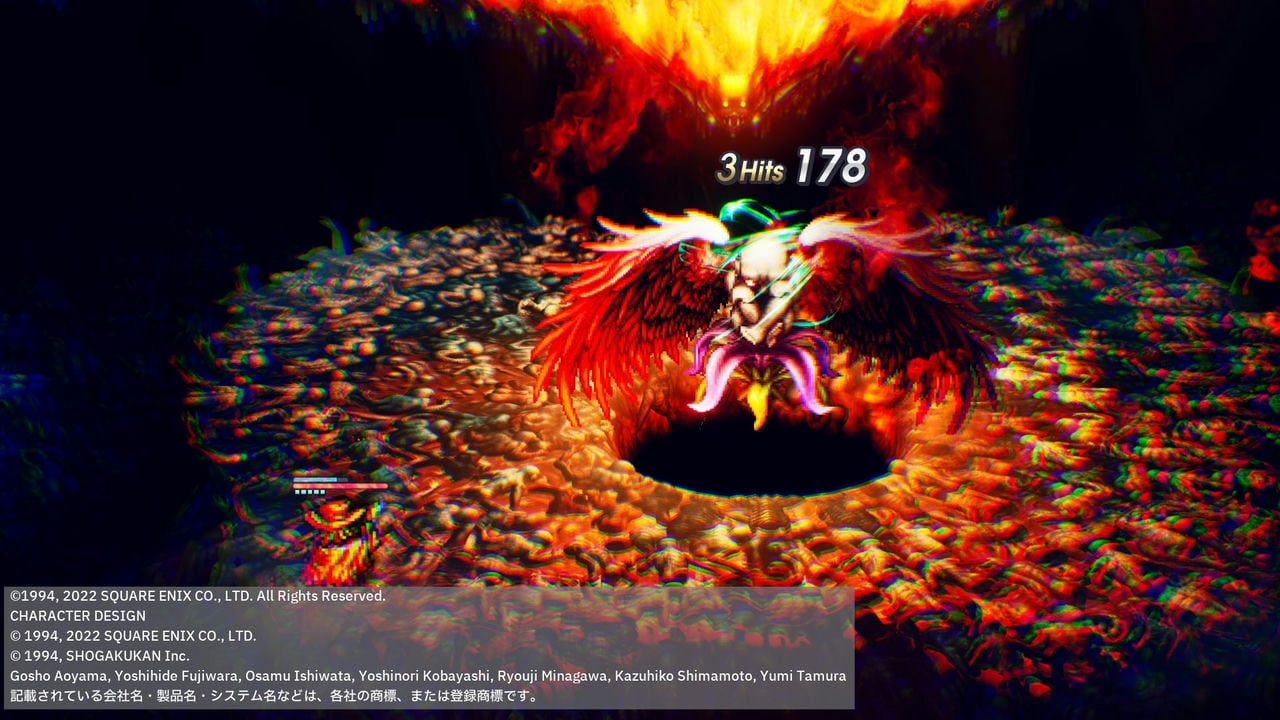 3Hits 178
©1994, 2022 SQUARE ENIX CO., LTD. All Rights Reserved.
CHARACTER DESIGN
© 1994, 2022 SQUARE ENIX CO., LTD.
© 1994, SHOGAKUKAN Inc.
Gosho Aoyama, Yoshihide Fujiwara, Osamu Ishiwata, Yoshinori Kobayashi, Ryouji Minagawa, Kazuhiko Shimamoto, Yumi Tamura
記載されている会社名・製品名・システム名などは、各社の商標、または登録商標です。